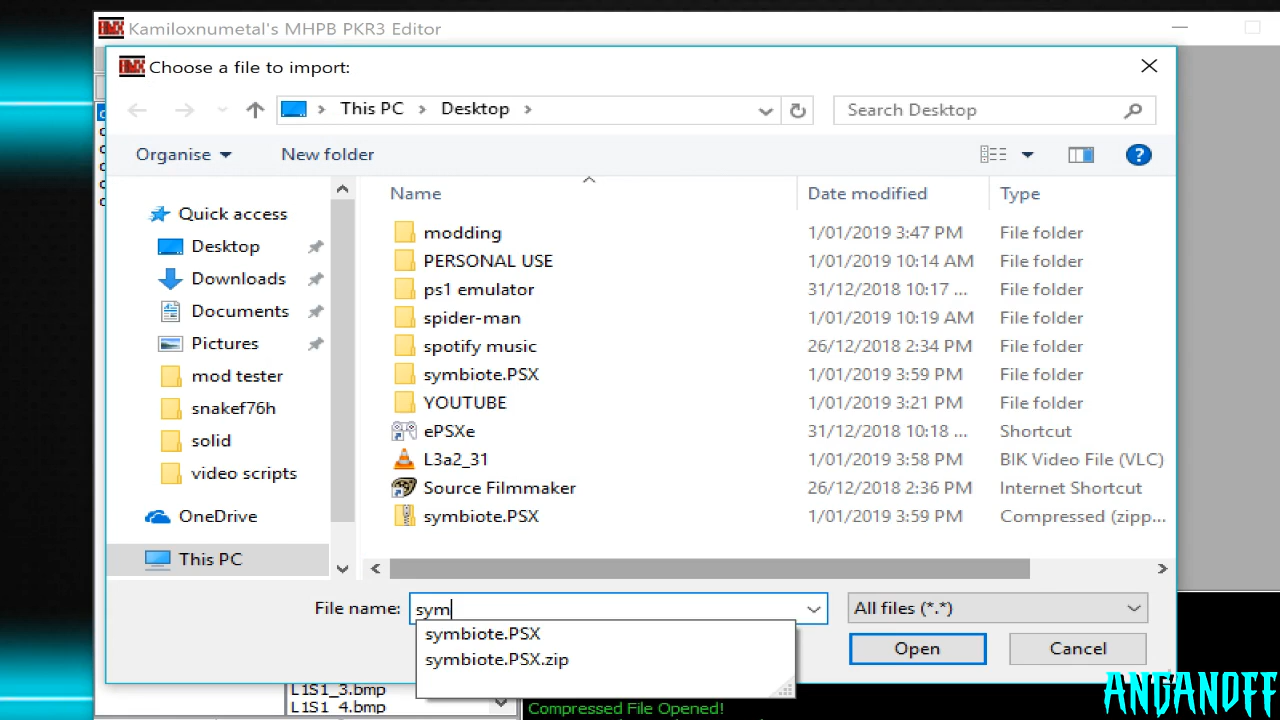 Kamiloxnumetal's MHPB PKR3 Editor
Choose a file to import:
This PC > Desktop >
Search Desktop
Organise
New folder
Name
Date modified
Type
Quick access
Desktop
Downloads
Documents
Pictures
mod tester
snakef76h
solid
video scripts
OneDrive
This PC
modding 1/01/2019 3:47 PM File folder
PERSONAL USE 1/01/2019 10:14 AM File folder
ps1 emulator 31/12/2018 10:17 ... File folder
spider-man 1/01/2019 10:19 AM File folder
spotify music 26/12/2018 2:34 PM File folder
symbiote.PSX 1/01/2019 3:59 PM File folder
YOUTUBE 1/01/2019 3:21 PM File folder
ePSXe 31/12/2018 10:18 ... Shortcut
L3a2_31 1/01/2019 3:58 PM BIK Video File (VLC)
Source Filmmaker 26/12/2018 2:36 PM Internet Shortcut
symbiote.PSX 1/01/2019 3:59 PM Compressed (zipp...
File name: sym
All files (*.*)
symbiote.PSX
symbiote.PSX.zip
Open
Cancel
L1S1_3.bmp
L1S1_4.bmp
Compressed File Opened!
ANGANOFF